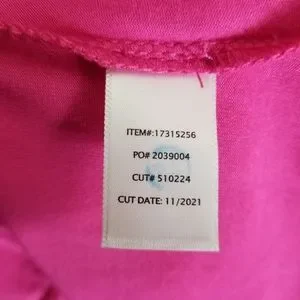 ITEM#:17315256
PO# 2039004
CUT# 510224
CUT DATE: 11/2021